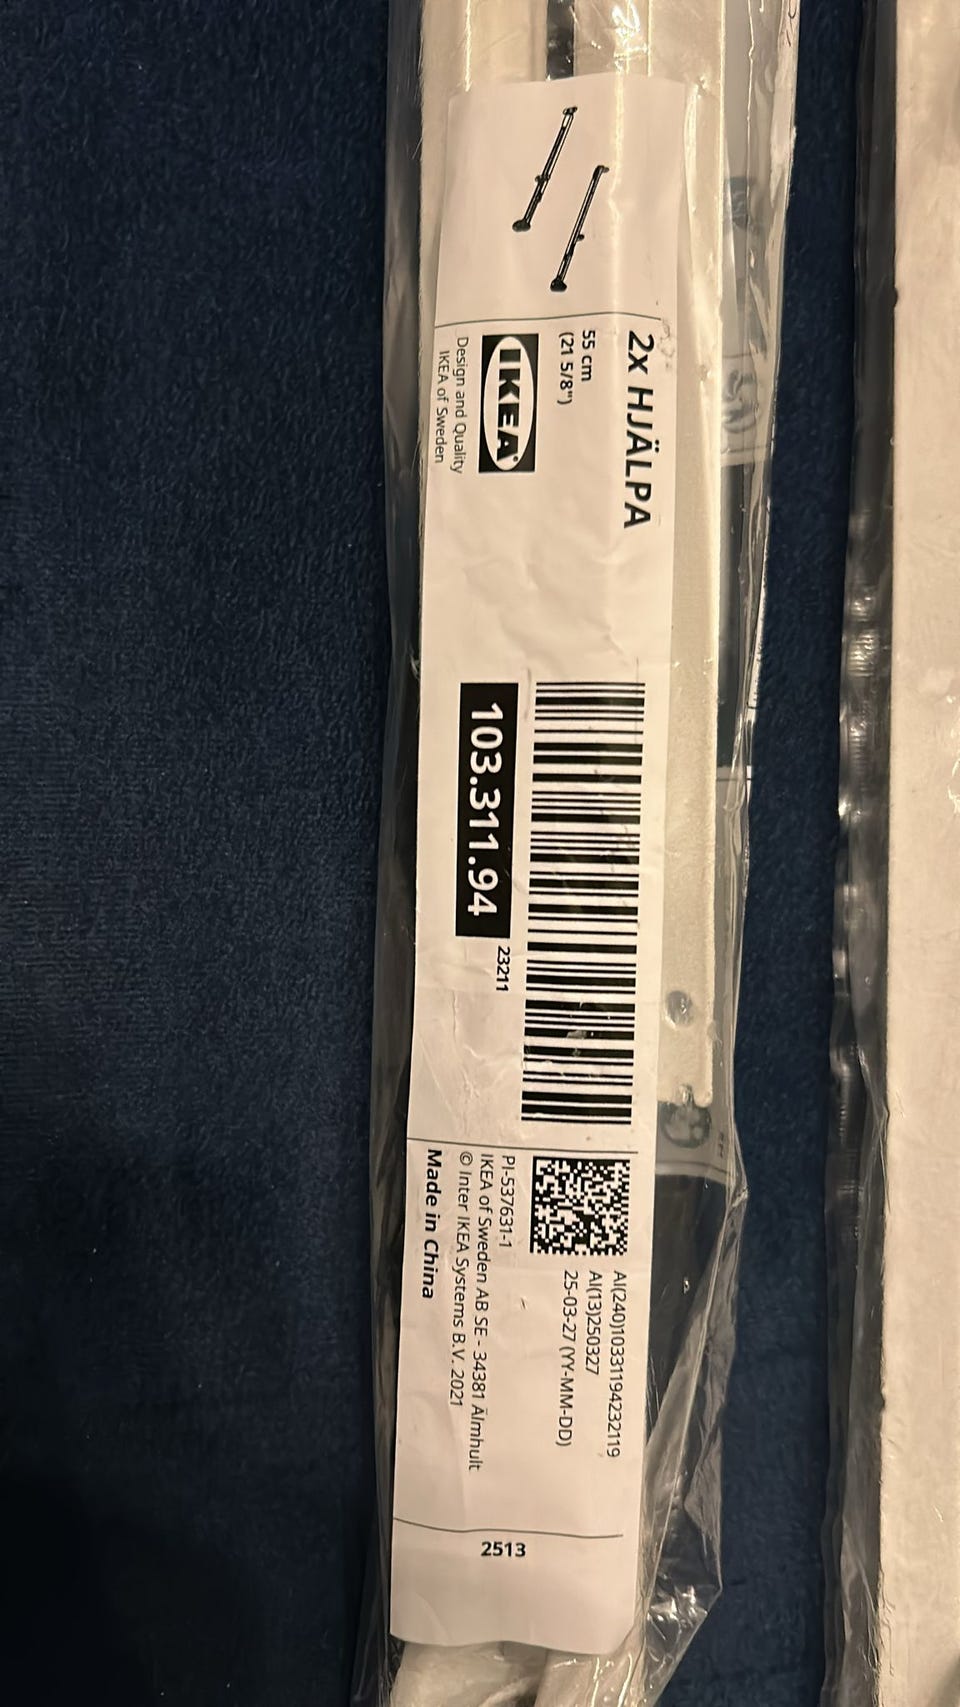 2x HJÄLPA
55 cm
(21 5/8")
IKEA
Design and Quality
IKEA of Sweden
103.311.94
23211
AI(240)10331194232119
AI(13)250327
25-03-27 (YY-MM-DD)
PI-537631-1
IKEA of Sweden AB SE - 34381 Älmhult
© Inter IKEA Systems B.V. 2021
Made in China
2513